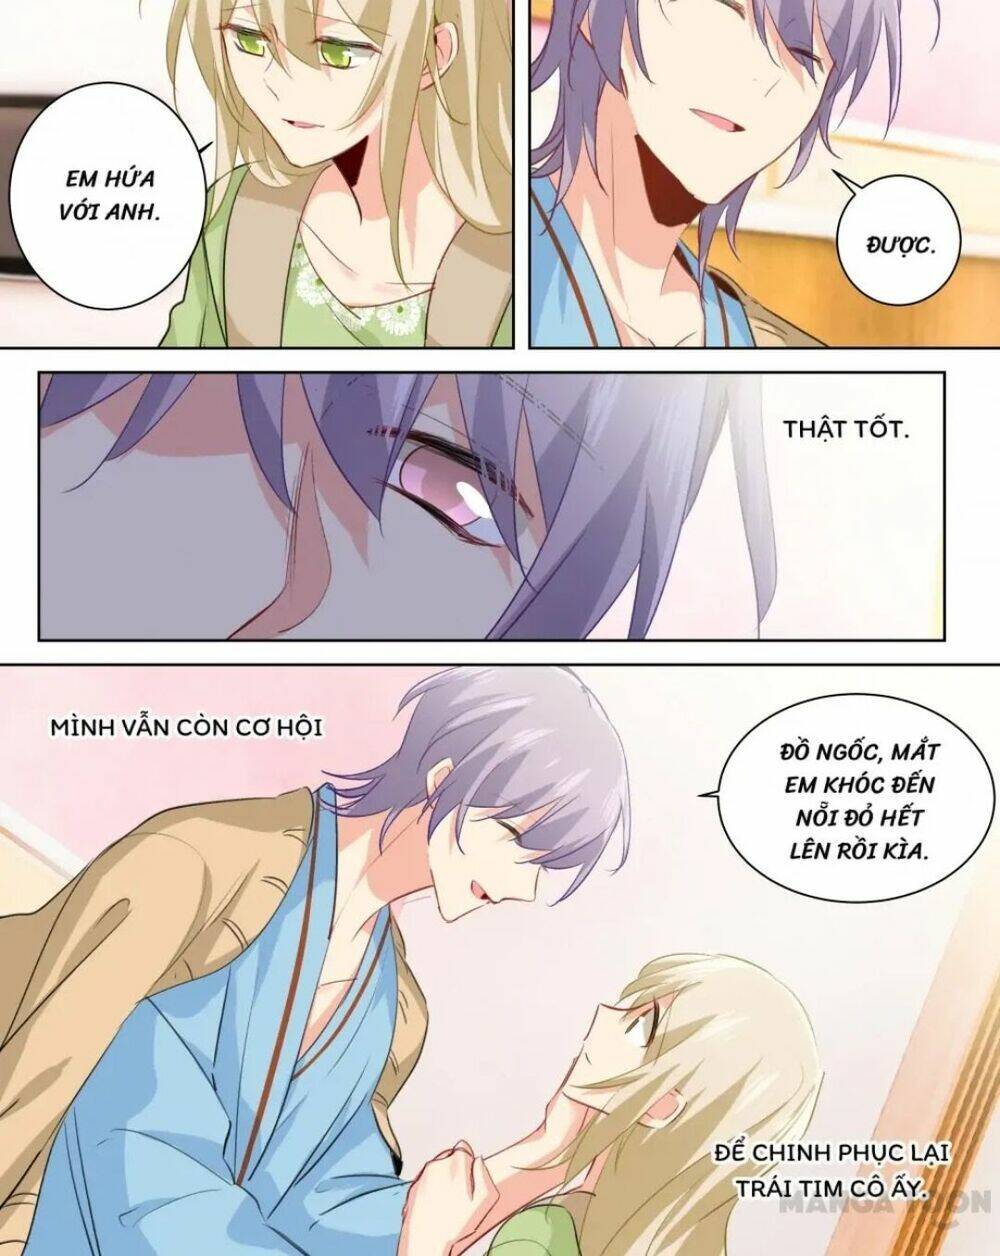 EM HỨA
VỚI ANH.
ĐƯỢC.
THẬT TỐT.
MÌNH VẪN CÒN CƠ HỘI
ĐỒ NGỐC, MẮT
EM KHÓC ĐẾN
NỖI ĐỎ HẾT
LÊN RỒI KÌA.
ĐỂ CHINH PHỤC LẠI
TRÁI TIM CÔ ẤY.
MANGATOON